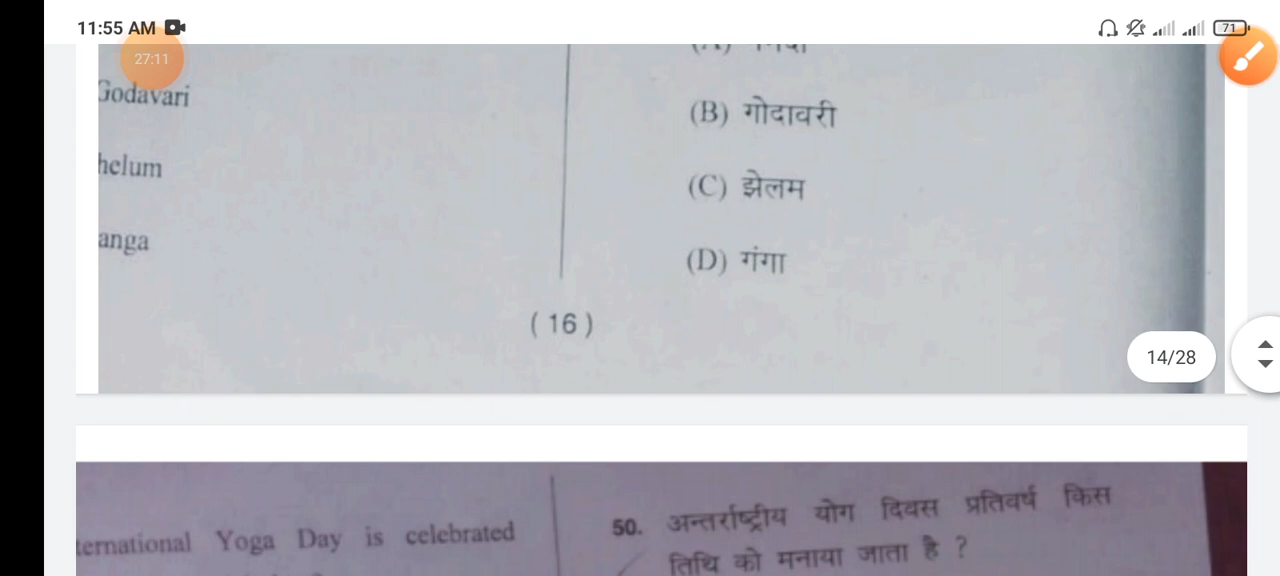 11:55 AM
71
27:11
Godavari
(B) गोदावरी
helum
(C) झेलम
anga
(D) गंगा
( 16 )
14/28
ternational Yoga Day is celebrated
50. अन्तर्राष्ट्रीय योग दिवस प्रतिवर्ष किस
तिथि को मनाया जाता है ?